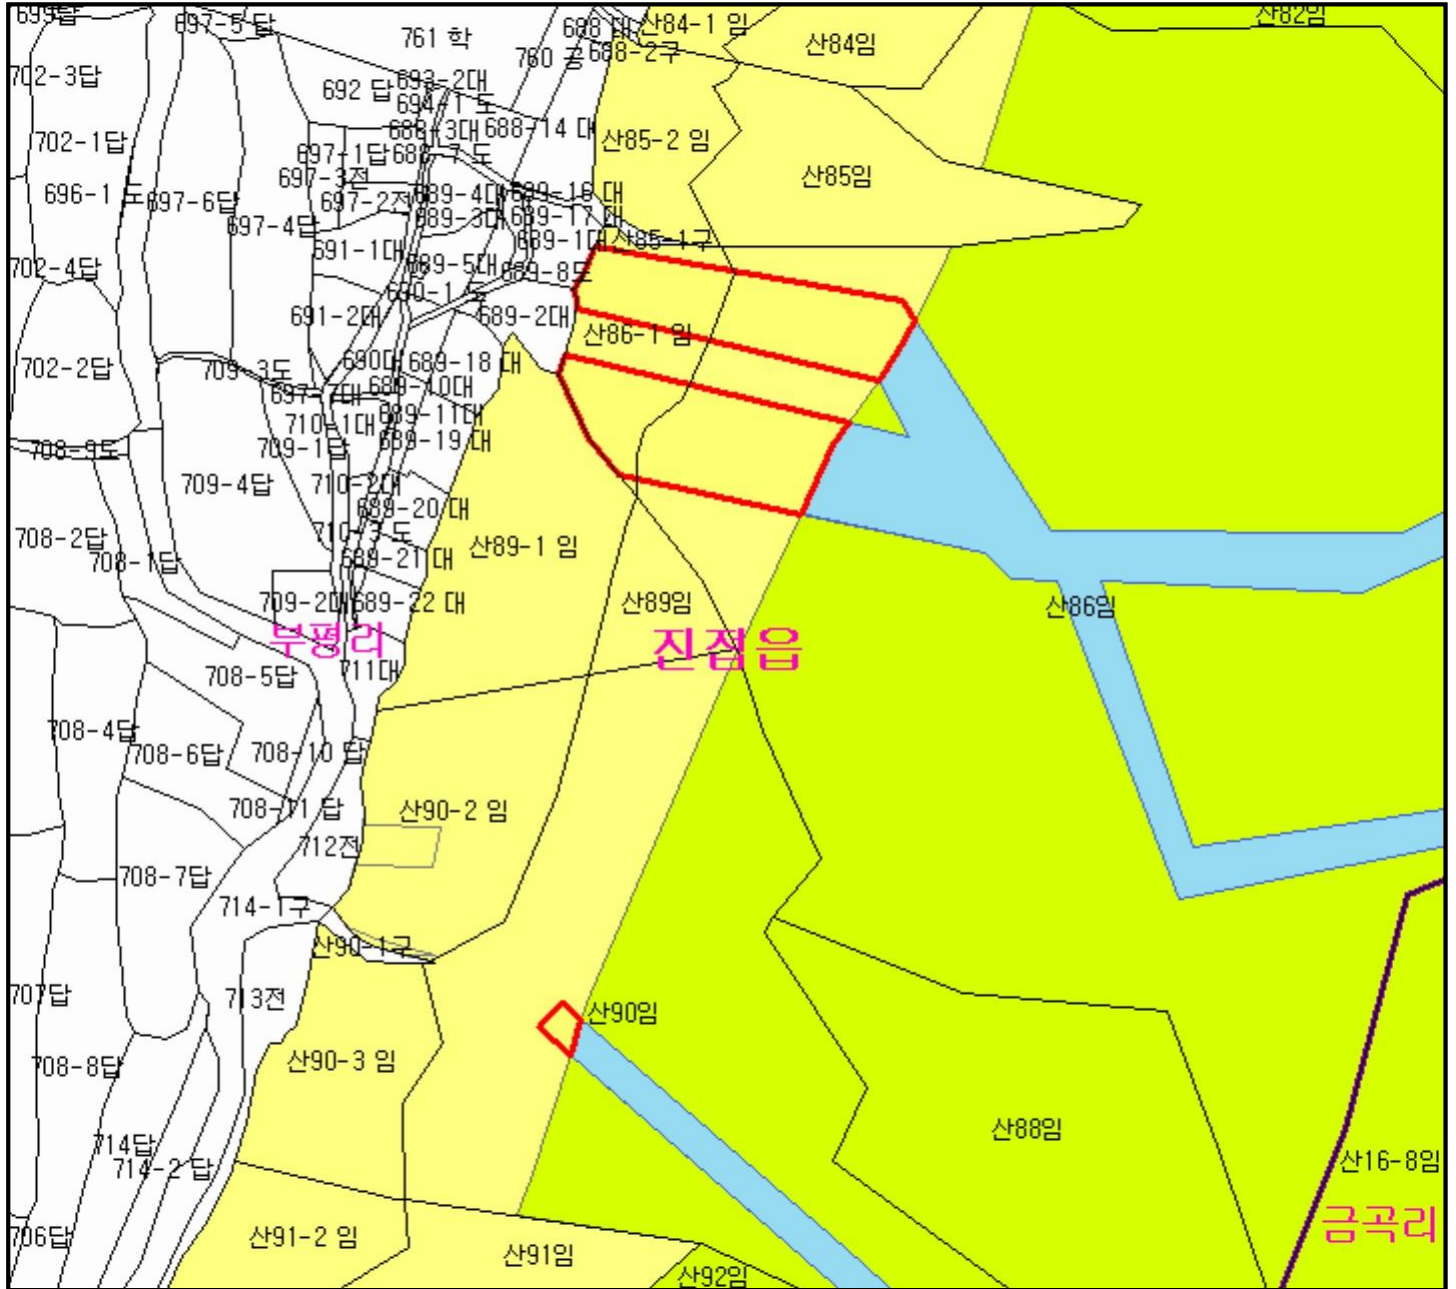 699답
697-5 답
761 학
688 대
산84-1 임
산82임
760 공
688-2구
산84임
702-3답
692 답
693-2대
694-1 도
702-1답
688-3대
688-14 대
산85-2 임
697-1답
688-7 도
697-3전
산85임
696-1 도
697-6답
697-2전
689-4대
689-16 대
697-4답
689-3대
689-17 대
691-1대
689-1대
산85-1구
702-4답
689-5대
689-8도
690-1 도
691-2대
689-2대
산86-1 임
702-2답
709-3도
690대
689-18 대
697-7대
689-10대
710-1대
689-11대
708-9도
709-1답
689-19 대
709-4답
710-2대
689-20 대
708-2답
710-3 도
산89-1 임
708-1답
689-21 대
709-2대
689-22 대
산89임
산86임
부평리
진접읍
708-5답
711대
708-4답
708-6답
708-10 답
708-11 답
산90-2 임
712전
708-7답
714-1구
산90-1구
707답
713전
산90임
708-8답
산90-3 임
714답
산88임
714-2 답
산16-8임
706답
산91-2 임
산91임
금곡리
산92임